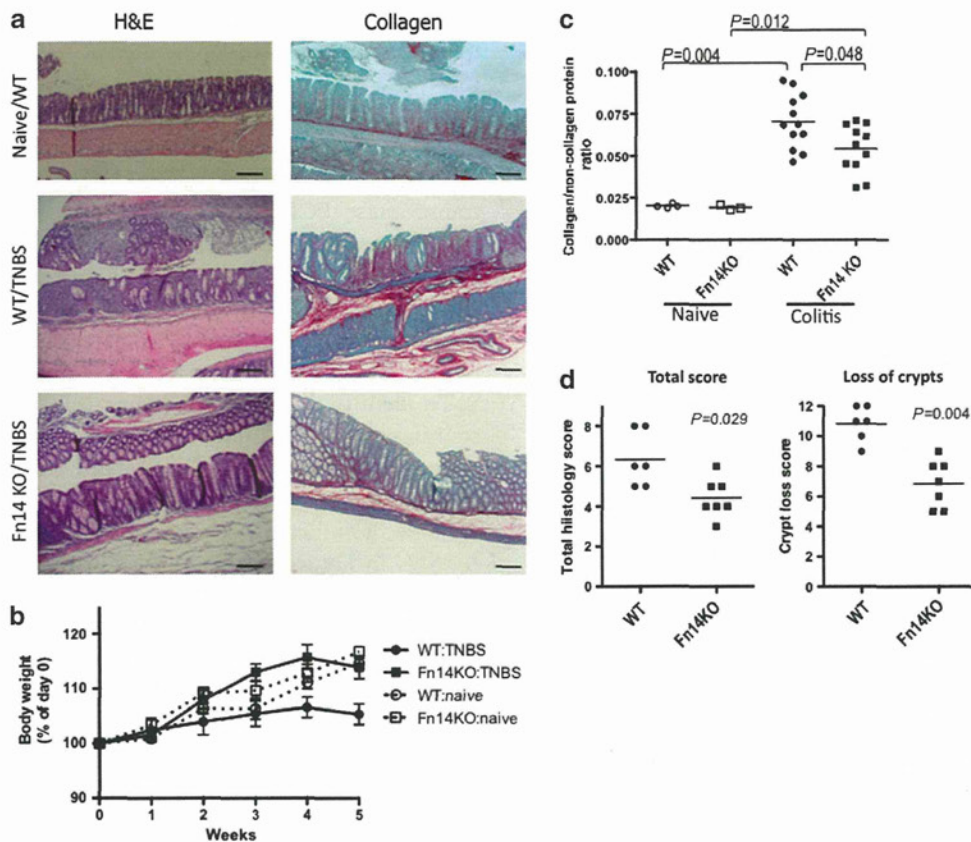 a
H&E
Collagen
Naive/WT
WT/TNBS
Fn14 KO/TNBS
b
Body weight
(% of day 0)
120
110
100
90
0 1 2 3 4 5
Weeks
WT:TNBS
Fn14KO:TNBS
WT:naive
Fn14KO:naive
c
P=0.012
P=0.004
P=0.048
Collagen/non-collagen protein
ratio
0.100
0.075
0.050
0.025
0.000
WT
Fn14KO
WT
Fn14 KO
Naive
Colitis
d
Total score
P=0.029
Total hiistology score
8
6
4
2
0
WT
Fn14KO
Loss of crypts
P=0.004
Crypt loss score
12
10
8
6
4
2
0
WT
Fn14KO